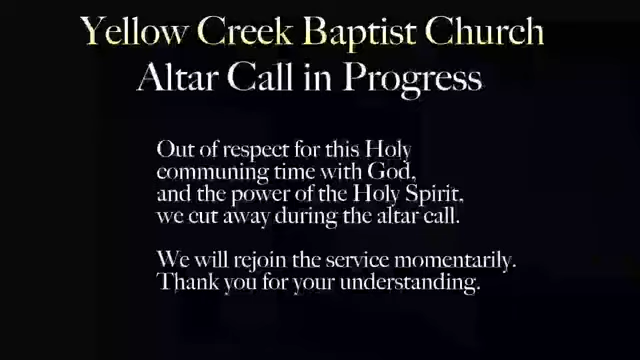 Yellow Creek Baptist Church
Altar Call in Progress
Out of respect for this Holy
communing time with God,
and the power of the Holy Spirit,
we cut away during the altar call.
We will rejoin the service momentarily.
Thank you for your understanding.